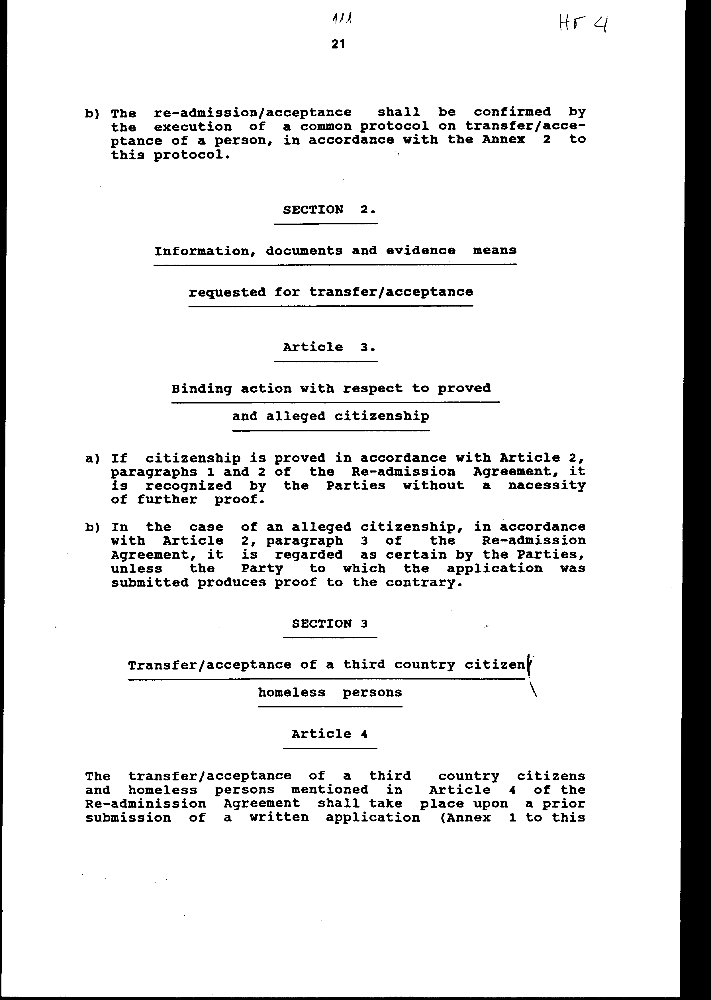 111
21
b) The re-admission/acceptance shall be confirmed by
the execution of a common protocol on transfer/acce-
ptance of a person, in accordance with the Annex 2 to
this protocol.
SECTION 2.
Information, documents and evidence means
requested for transfer/acceptance
Article 3.
Binding action with respect to proved
and alleged citizenship
a) If citizenship is proved in accordance with Article 2,
paragraphs 1 and 2 of the Re-admission Agreement, it
is recognized by the Parties without a nacessity
of further proof.
b) In the case of an alleged citizenship, in accordance
with Article 2, paragraph 3 of the Re-admission
Agreement, it is regarded as certain by the Parties,
unless the Party to which the application was
submitted produces proof to the contrary.
SECTION 3
Transfer/acceptance of a third country citizen
homeless persons
Article 4
The transfer/acceptance of a third country citizens
and homeless persons mentioned in Article 4 of the
Re-adminission Agreement shall take place upon a prior
submission of a written application (Annex 1 to this